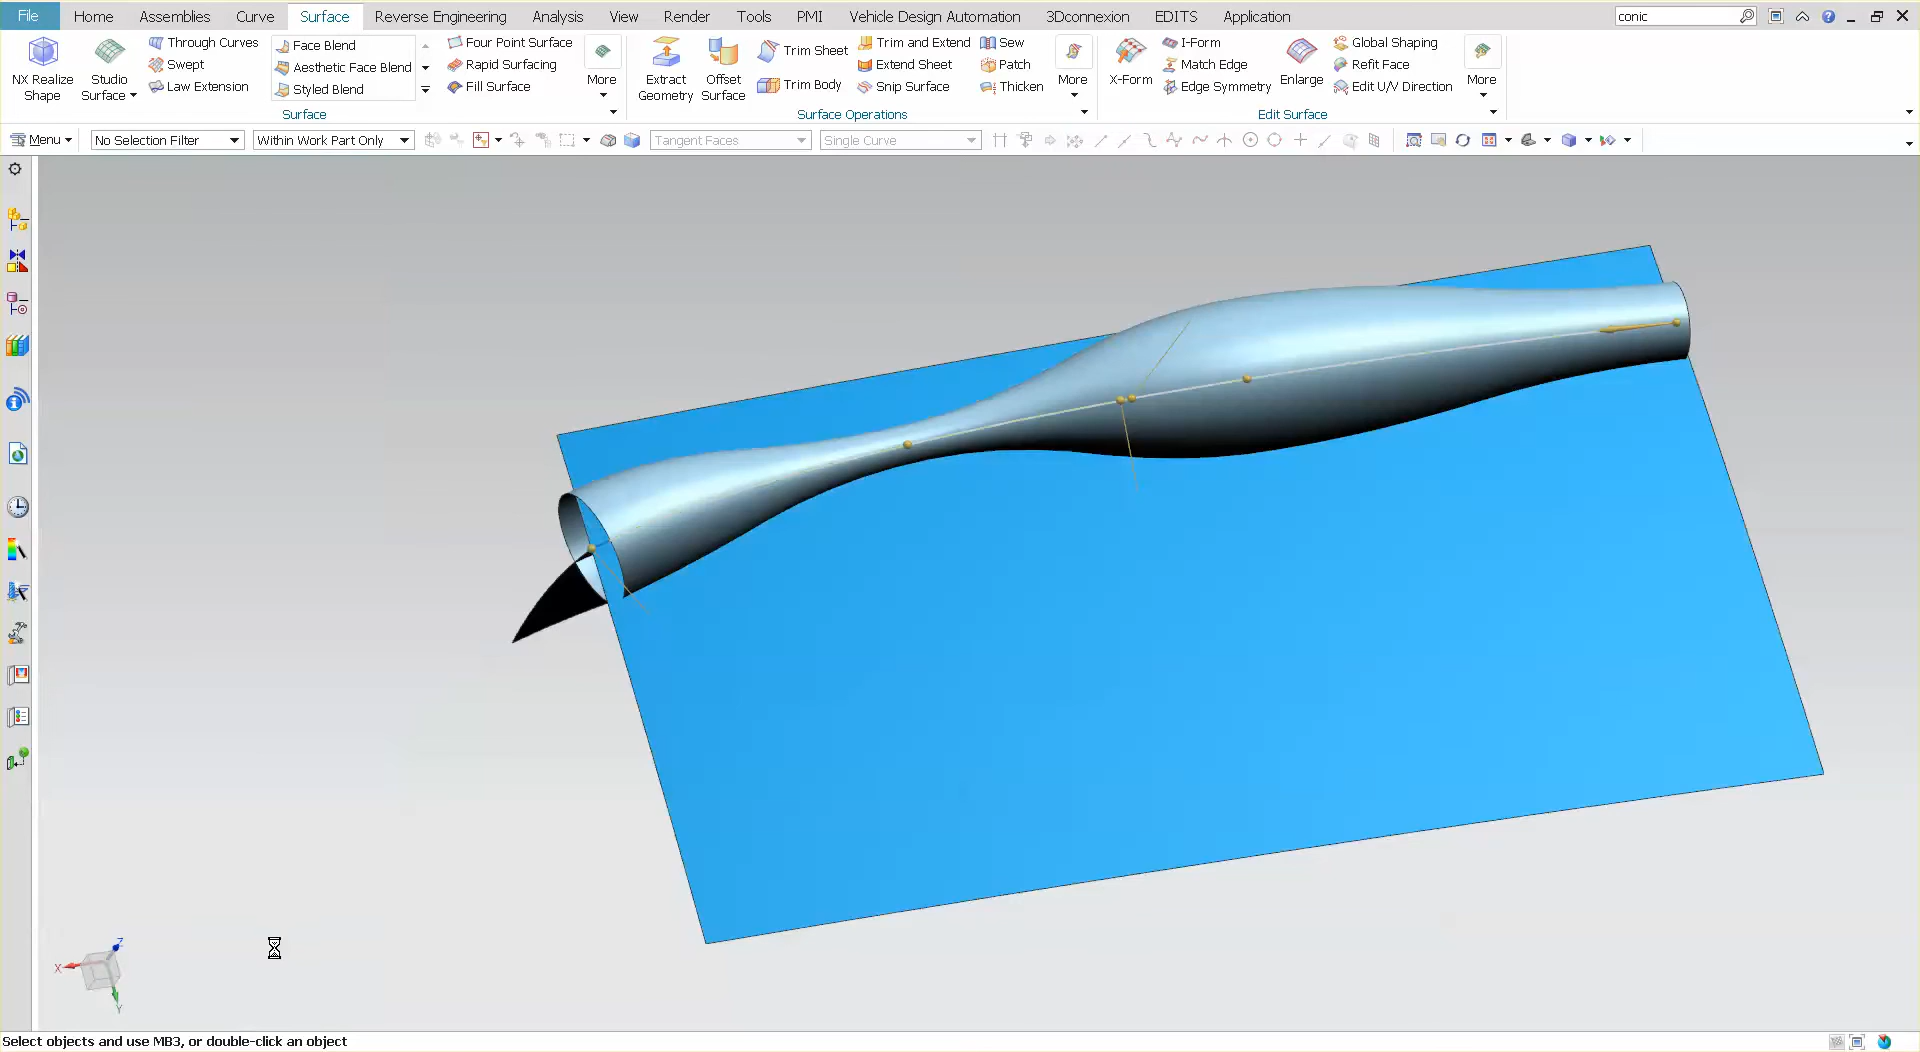 File Home Assemblies Curve Surface Reverse Engineering Analysis View Render Tools PMI Vehicle Design Automation 3Dconnexion EDITS Application conic
NX Realize Shape
Studio Surface
Through Curves
Swept
Law Extension
Face Blend
Aesthetic Face Blend
Styled Blend
Four Point Surface
Rapid Surfacing
Fill Surface
More
Surface
Extract Geometry
Offset Surface
Trim Sheet
Trim Body
Trim and Extend
Extend Sheet
Snip Surface
Sew
Patch
Thicken
More
Surface Operations
X-Form
I-Form
Match Edge
Edge Symmetry
Enlarge
Global Shaping
Refit Face
Edit U/V Direction
More
Edit Surface
Menu No Selection Filter Within Work Part Only Tangent Faces Single Curve
Z
X
Y
Select objects and use MB3, or double-click an object